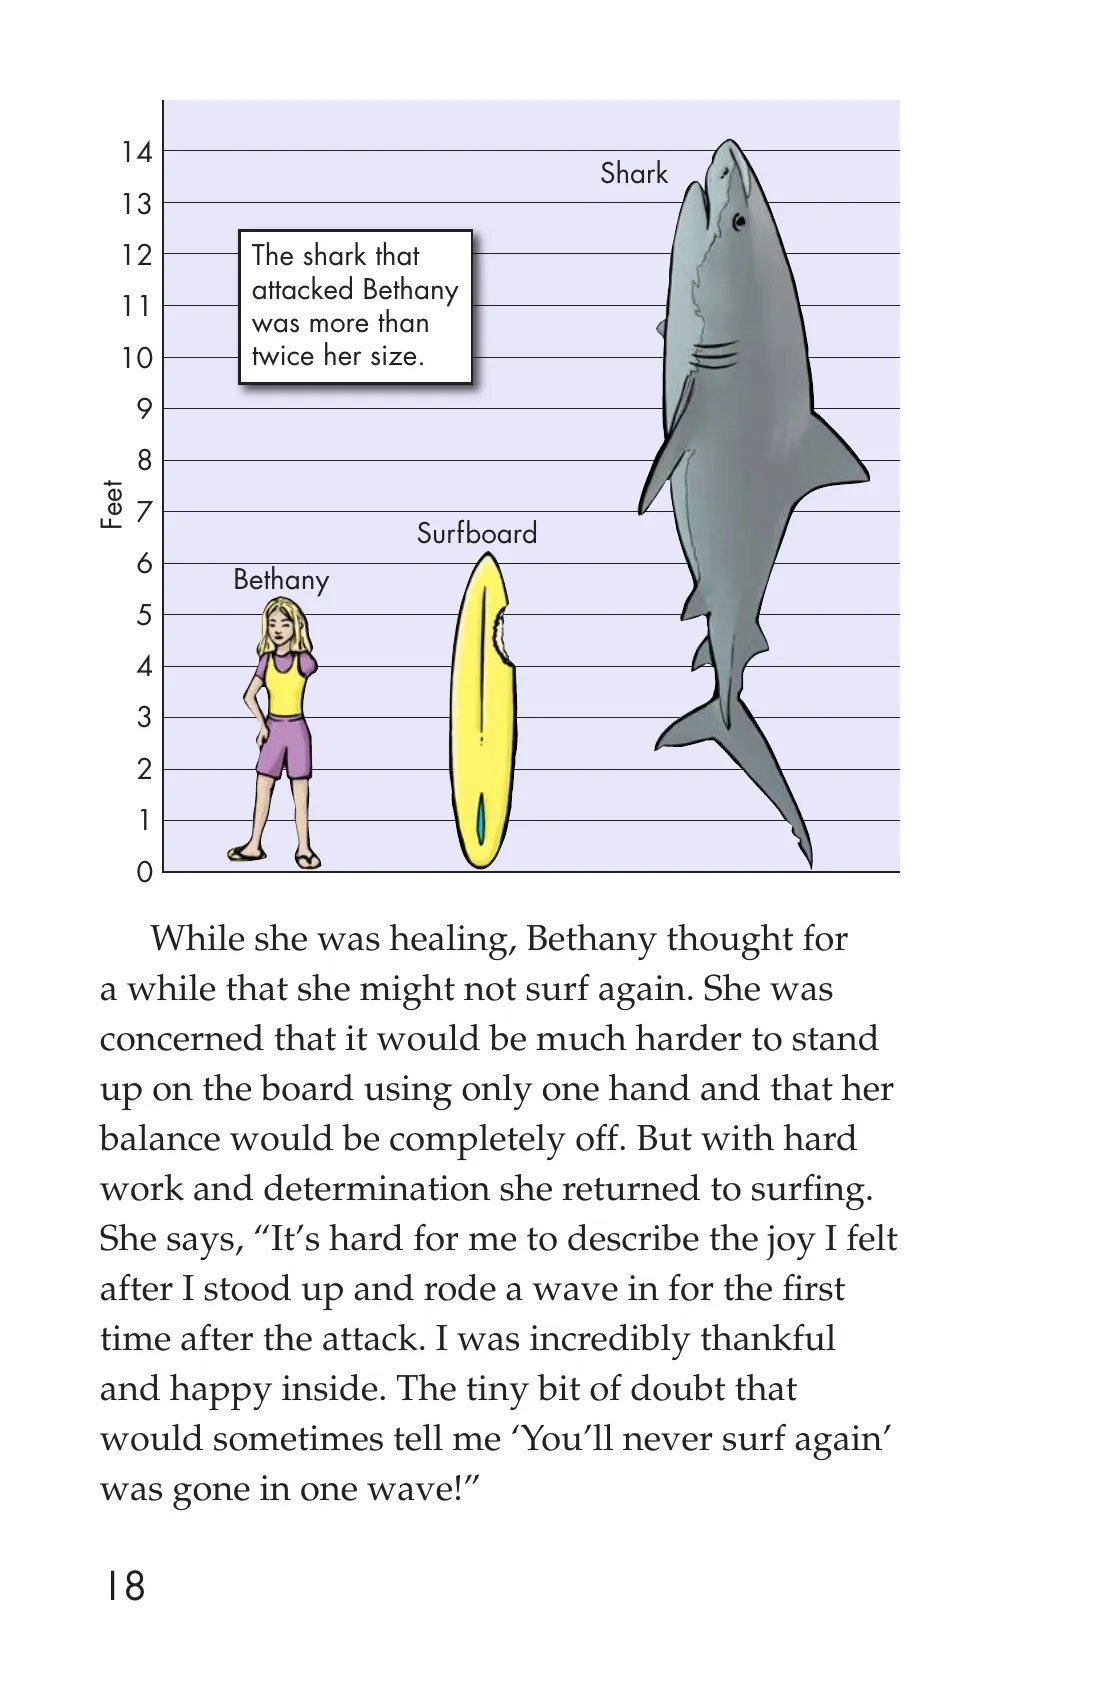 14
Shark
13
12
The shark that
attacked Bethany
was more than
twice her size.
11
10
9
8
Feet
7
Surfboard
6
Bethany
5
4
3
2
1
0
While she was healing, Bethany thought for
a while that she might not surf again. She was
concerned that it would be much harder to stand
up on the board using only one hand and that her
balance would be completely off. But with hard
work and determination she returned to surfing.
She says, “It’s hard for me to describe the joy I felt
after I stood up and rode a wave in for the first
time after the attack. I was incredibly thankful
and happy inside. The tiny bit of doubt that
would sometimes tell me ‘You’ll never surf again’
was gone in one wave!”
18